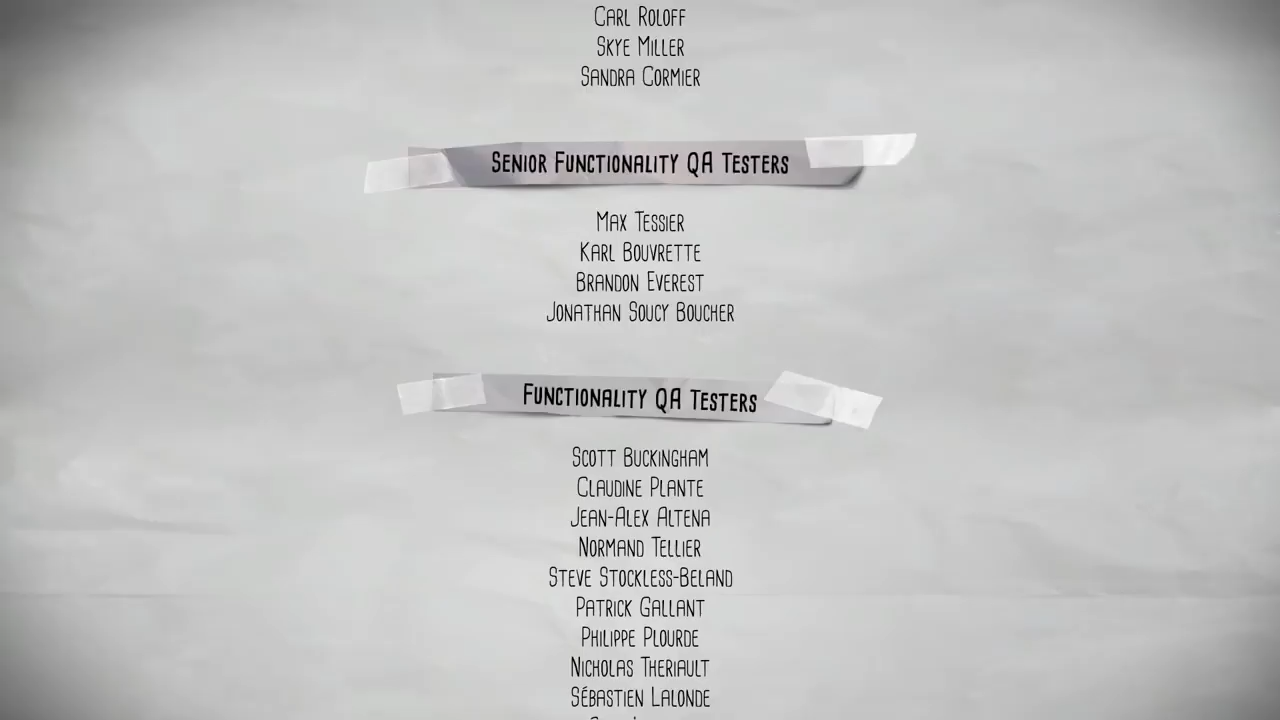 Carl Roloff
Skye Miller
Sandra Cormier
Senior Functionality QA Testers
Max Tessier
Karl Bouvrette
Brandon Everest
Jonathan Soucy Boucher
Functionality QA Testers
Scott Buckingham
Claudine Plante
Jean-Alex Altena
Normand Tellier
Steve Stockless-Beland
Patrick Gallant
Philippe Plourde
Nicholas Theriault
Sébastien Lalonde